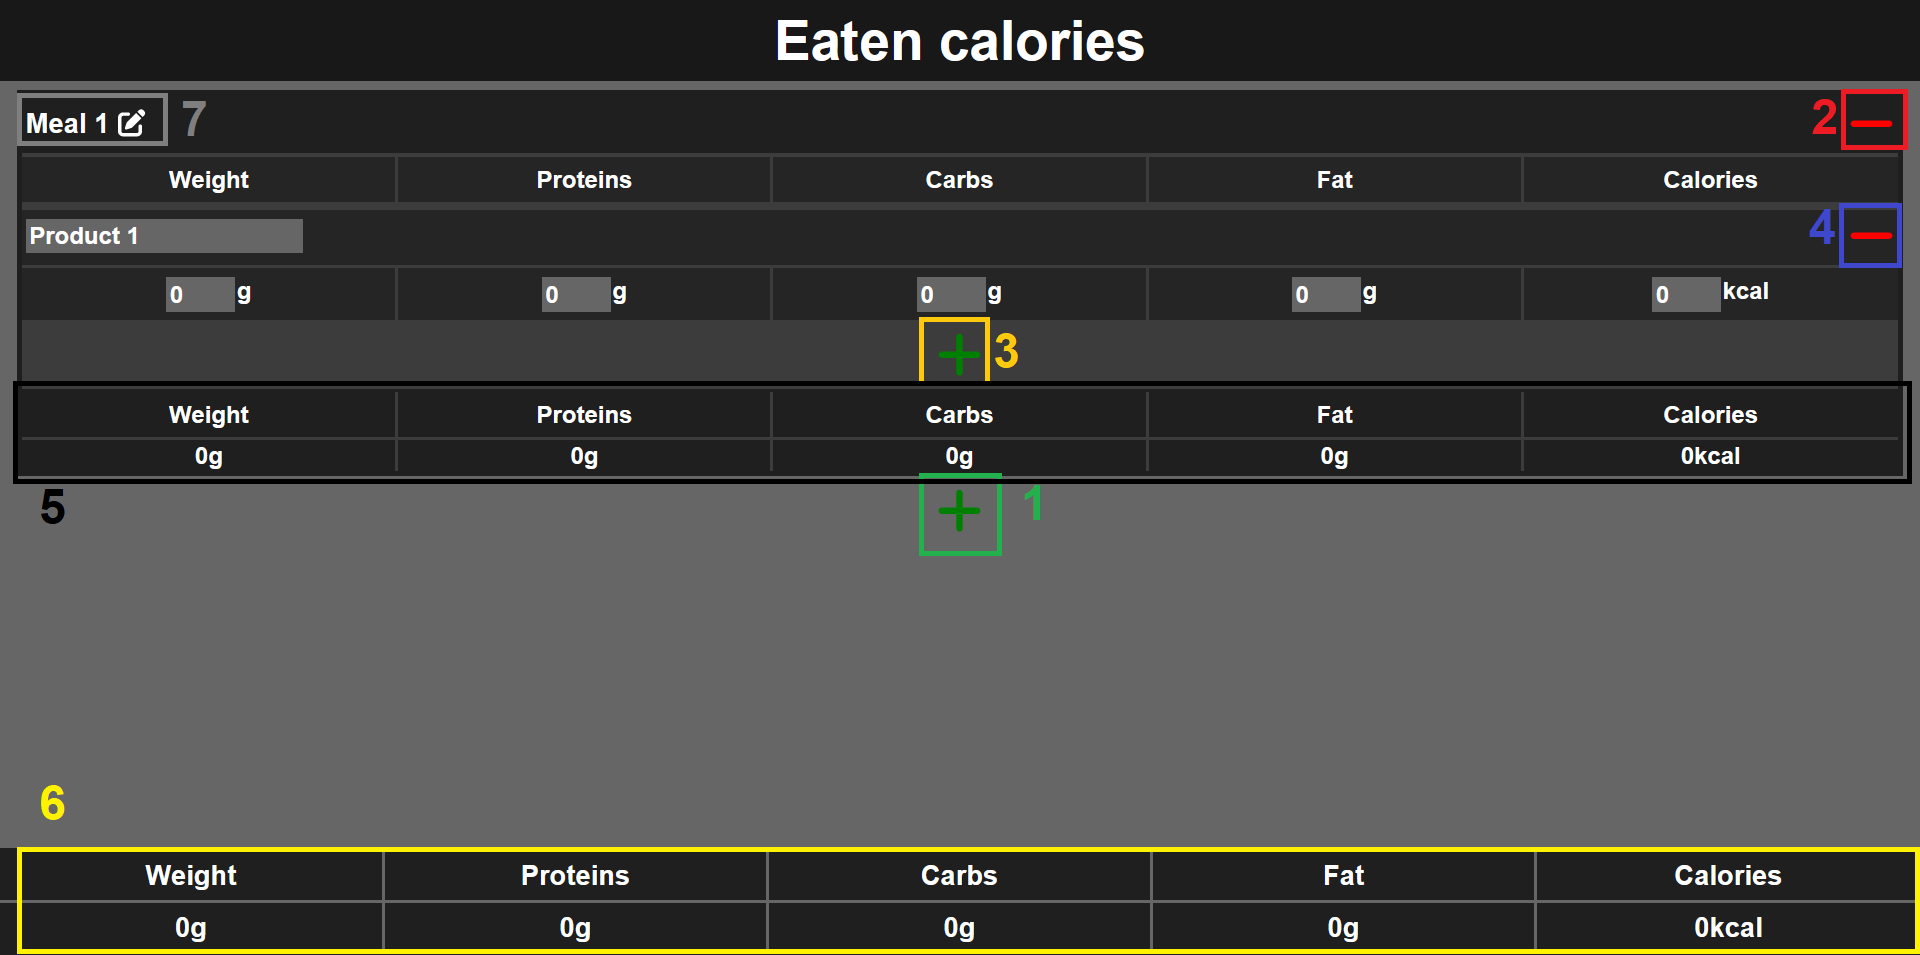 Eaten calories
Meal 1 7 2
Weight Proteins Carbs Fat Calories
Product 1 4
0 g 0 g 0 g 0 g 0 kcal
3
Weight Proteins Carbs Fat Calories
0g 0g 0g 0g 0kcal
5 1
6
Weight Proteins Carbs Fat Calories
0g 0g 0g 0g 0kcal